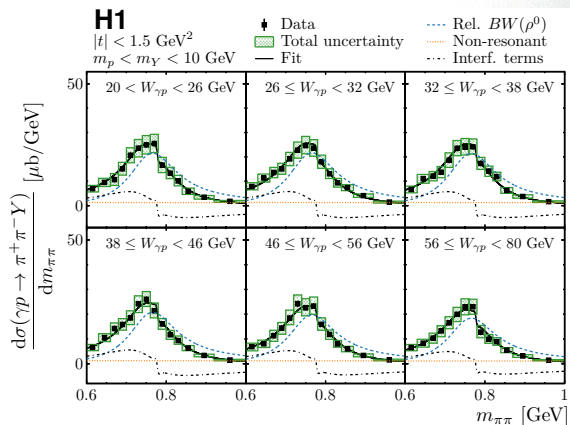 H1
|t| < 1.5 GeV²
m_p < m_Y < 10 GeV
Data
Total uncertainty
Fit
Rel. BW(ρ⁰)
Non-resonant
Interf. terms
dσ(γp → π⁺π⁻Y)
dm_ππ
[μb/GeV]
50
0
20 < W_γp < 26 GeV
26 ≤ W_γp < 32 GeV
32 ≤ W_γp < 38 GeV
50
0
38 ≤ W_γp < 46 GeV
46 ≤ W_γp < 56 GeV
56 ≤ W_γp < 80 GeV
0.6 0.8 0.6 0.8 0.6 0.8 1
m_ππ [GeV]